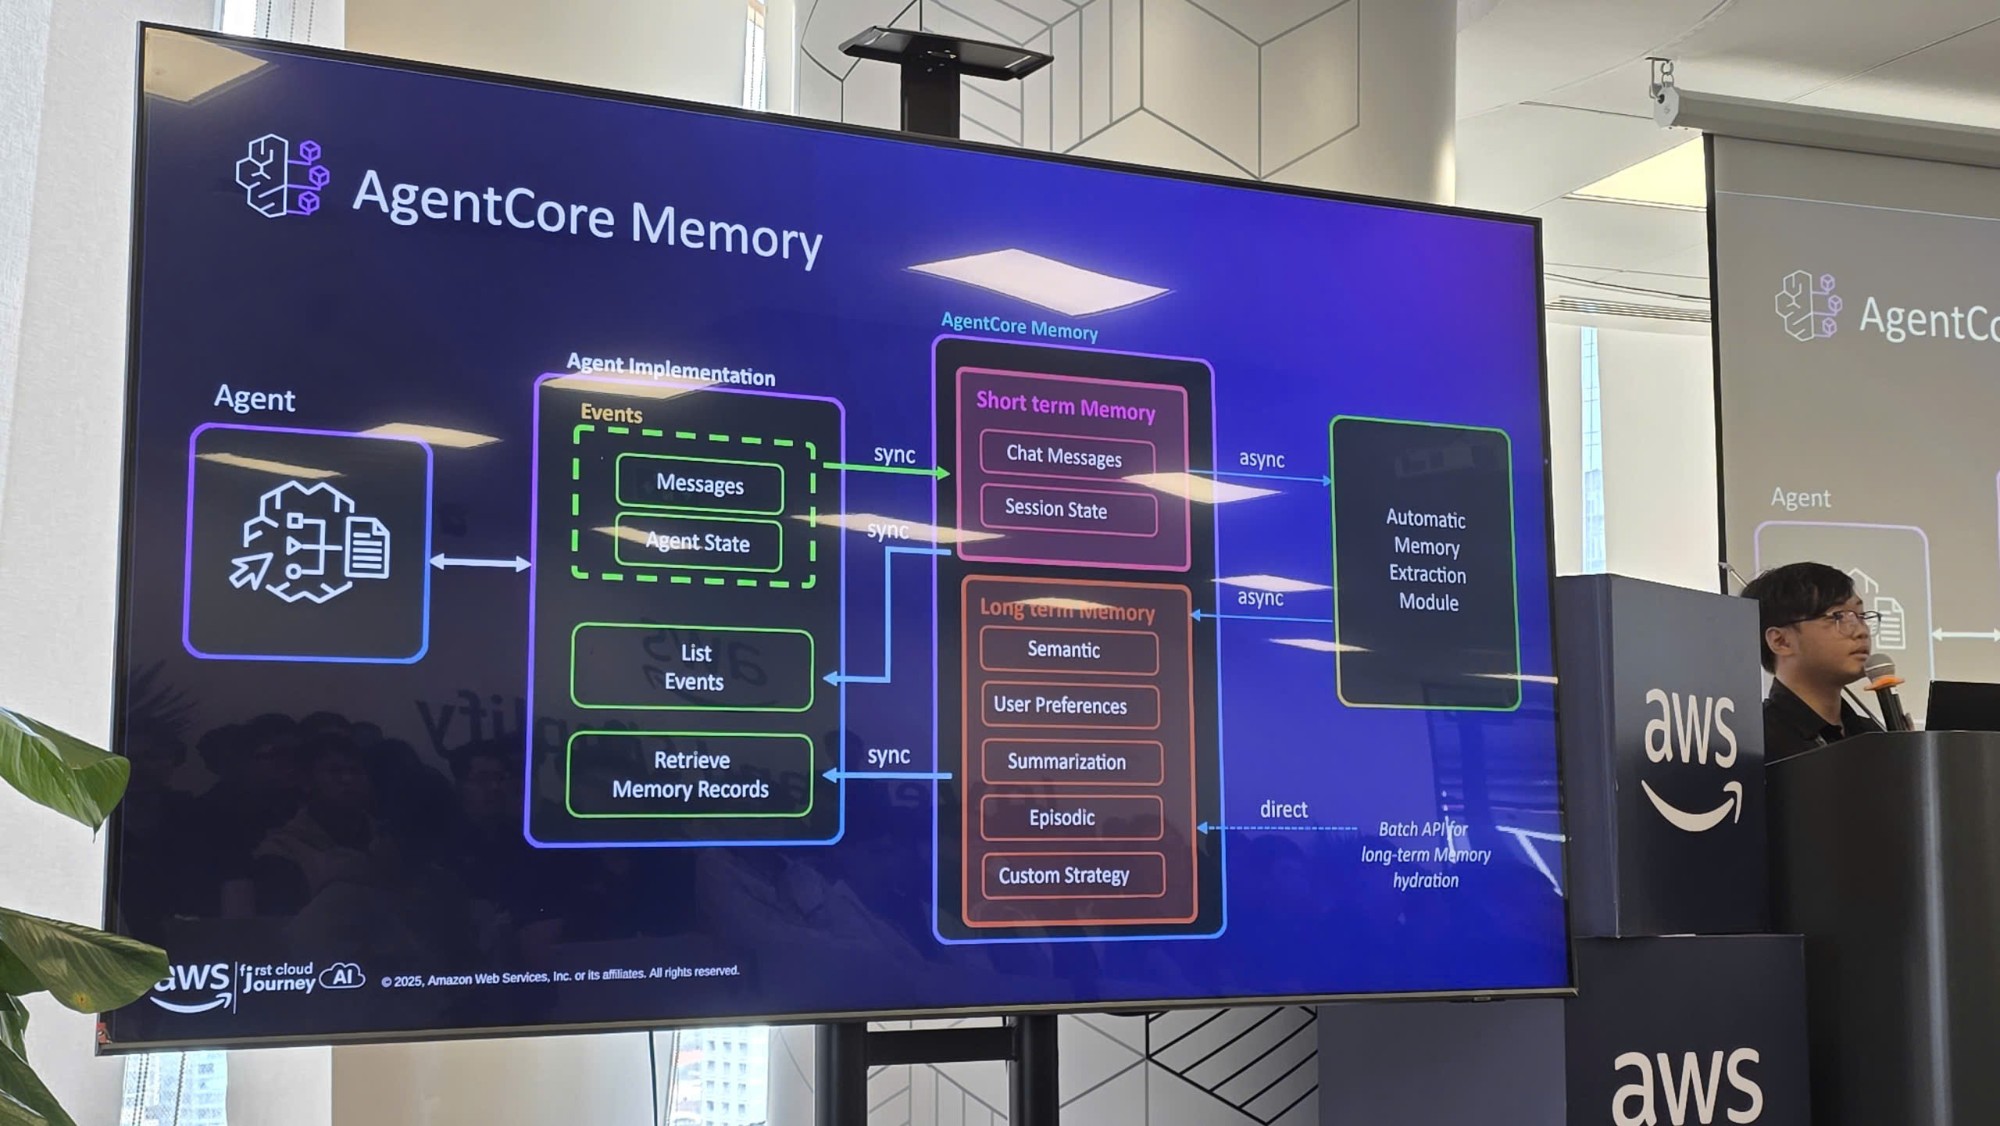 AgentCore Memory
Agent
Agent Implementation
Events
Messages
Agent State
List
Events
Retrieve
Memory Records
sync
sync
sync
AgentCore Memory
Short term Memory
Chat Messages
Session State
Long term Memory
Semantic
User Preferences
Summarization
Episodic
Custom Strategy
async
async
direct
Automatic
Memory
Extraction
Module
Batch API for
long-term Memory
hydration
aws
first cloud
journey
AI
© 2025, Amazon Web Services, Inc. or its affiliates. All rights reserved.
AgentCo
Agent
aws
aws